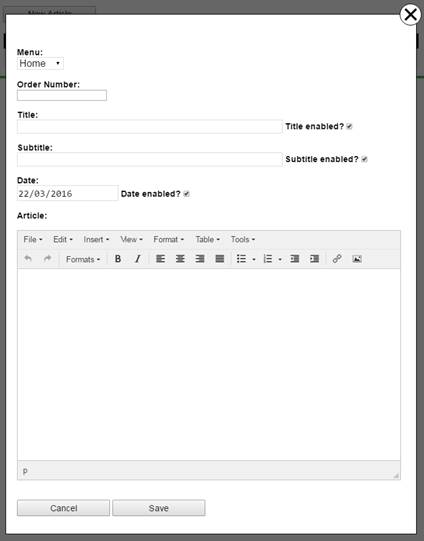 New Article
Menu:
Home
Order Number:
Title:
Title enabled?
Subtitle:
Subtitle enabled?
Date:
22/03/2016 Date enabled?
Article:
File Edit Insert View Format Table Tools
Formats B I
p
Cancel Save